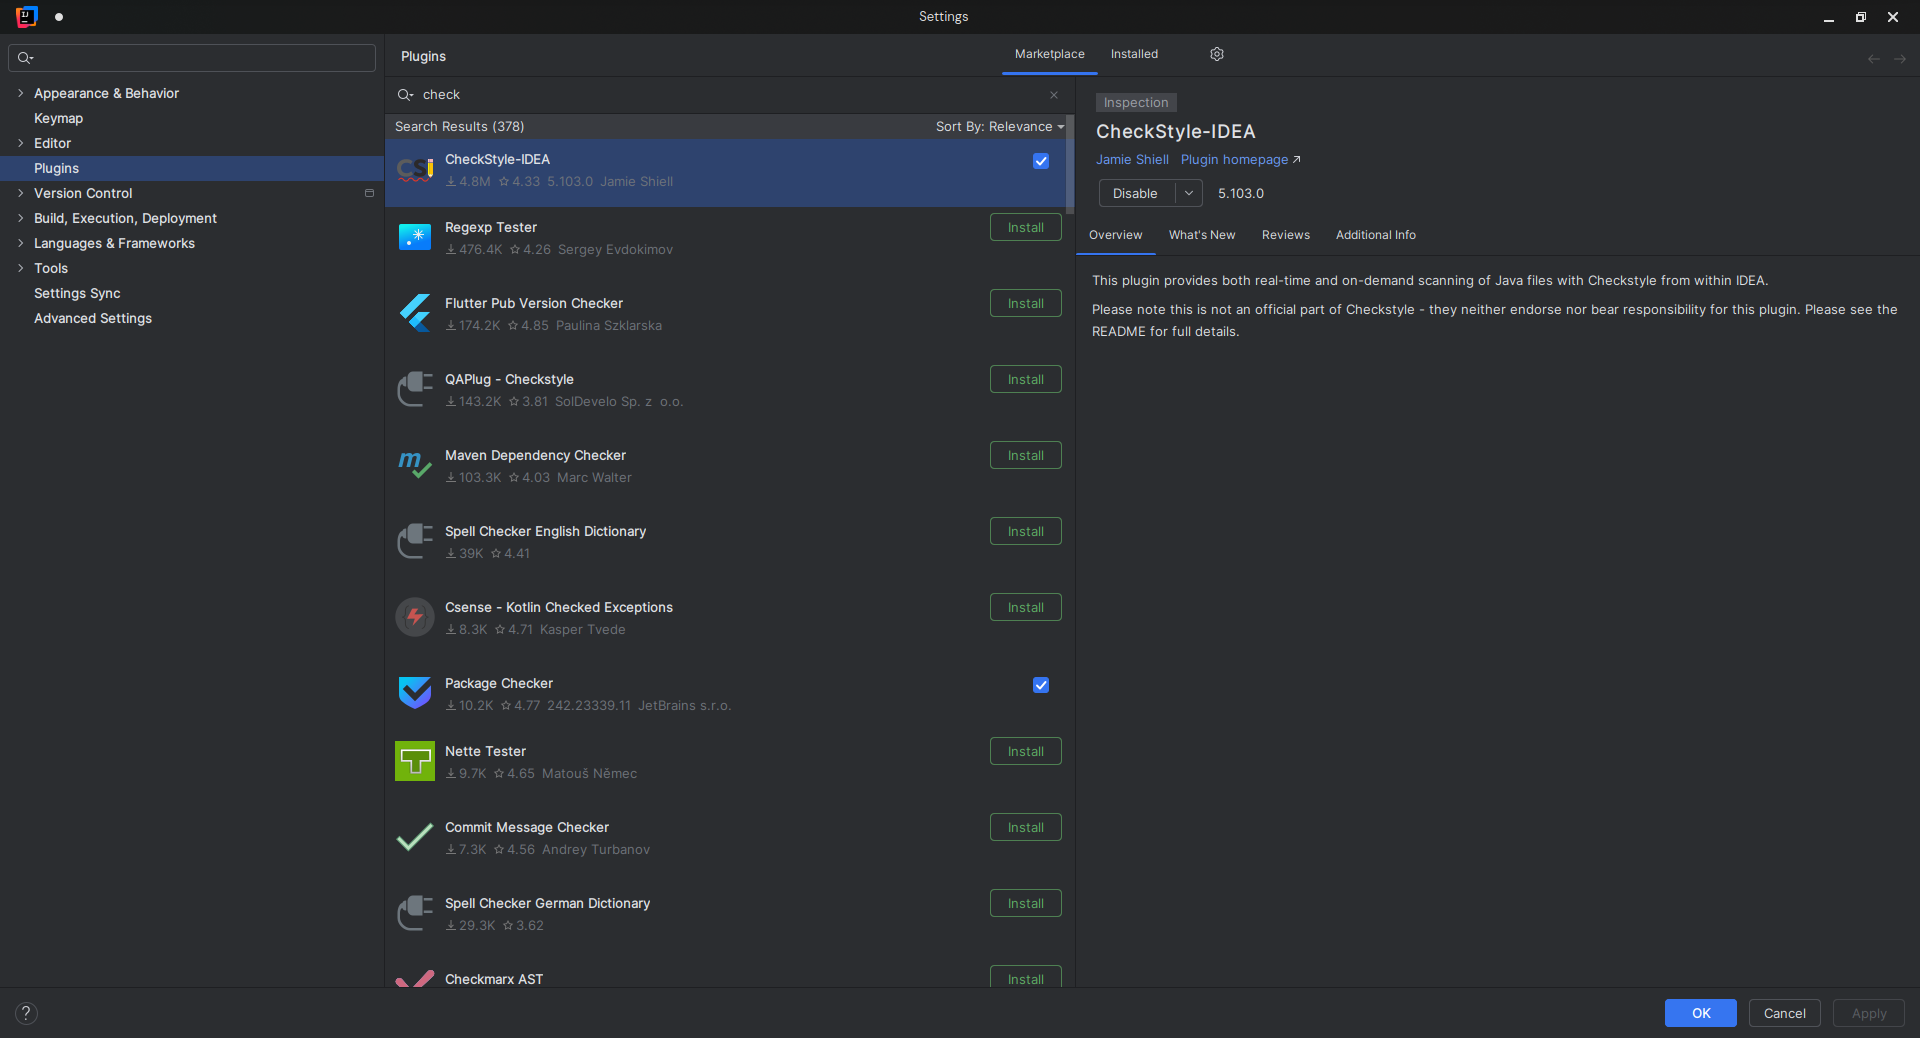 Settings
Appearance & Behavior
Keymap
Editor
Plugins
Version Control
Build, Execution, Deployment
Languages & Frameworks
Tools
Settings Sync
Advanced Settings
Plugins
Marketplace
Installed
check
Search Results (378)
Sort By: Relevance
CheckStyle-IDEA
4.8M 4.33 5.103.0 Jamie Shiell
Regexp Tester
476.4K 4.26 Sergey Evdokimov
Install
Flutter Pub Version Checker
174.2K 4.85 Paulina Szklarska
Install
QAPlug - Checkstyle
143.2K 3.81 SolDevelo Sp. z o.o.
Install
Maven Dependency Checker
103.3K 4.03 Marc Walter
Install
Spell Checker English Dictionary
39K 4.41
Install
Csense - Kotlin Checked Exceptions
8.3K 4.71 Kasper Tvede
Install
Package Checker
10.2K 4.77 242.23339.11 JetBrains s.r.o.
Nette Tester
9.7K 4.65 Matouš Němec
Install
Commit Message Checker
7.3K 4.56 Andrey Turbanov
Install
Spell Checker German Dictionary
29.3K 3.62
Install
Checkmarx AST
Install
Inspection
CheckStyle-IDEA
Jamie Shiell Plugin homepage
Disable 5.103.0
Overview What's New Reviews Additional Info
This plugin provides both real-time and on-demand scanning of Java files with Checkstyle from within IDEA.
Please note this is not an official part of Checkstyle - they neither endorse nor bear responsibility for this plugin. Please see the
README for full details.
?
OK
Cancel
Apply